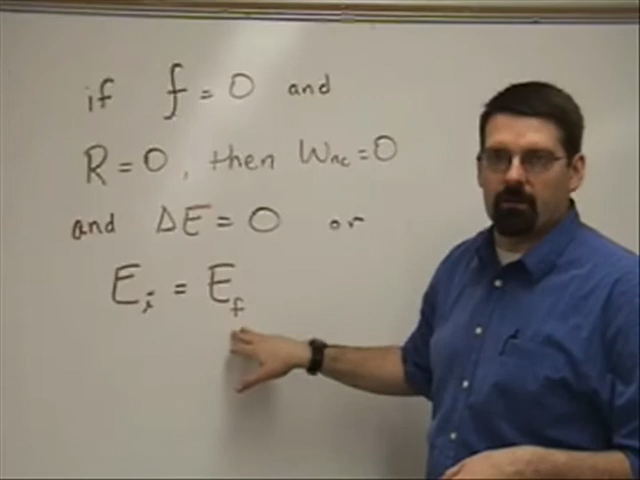 if f = 0 and
R = 0, then Wnc = 0
and ΔE = 0 or
Ei = Ef